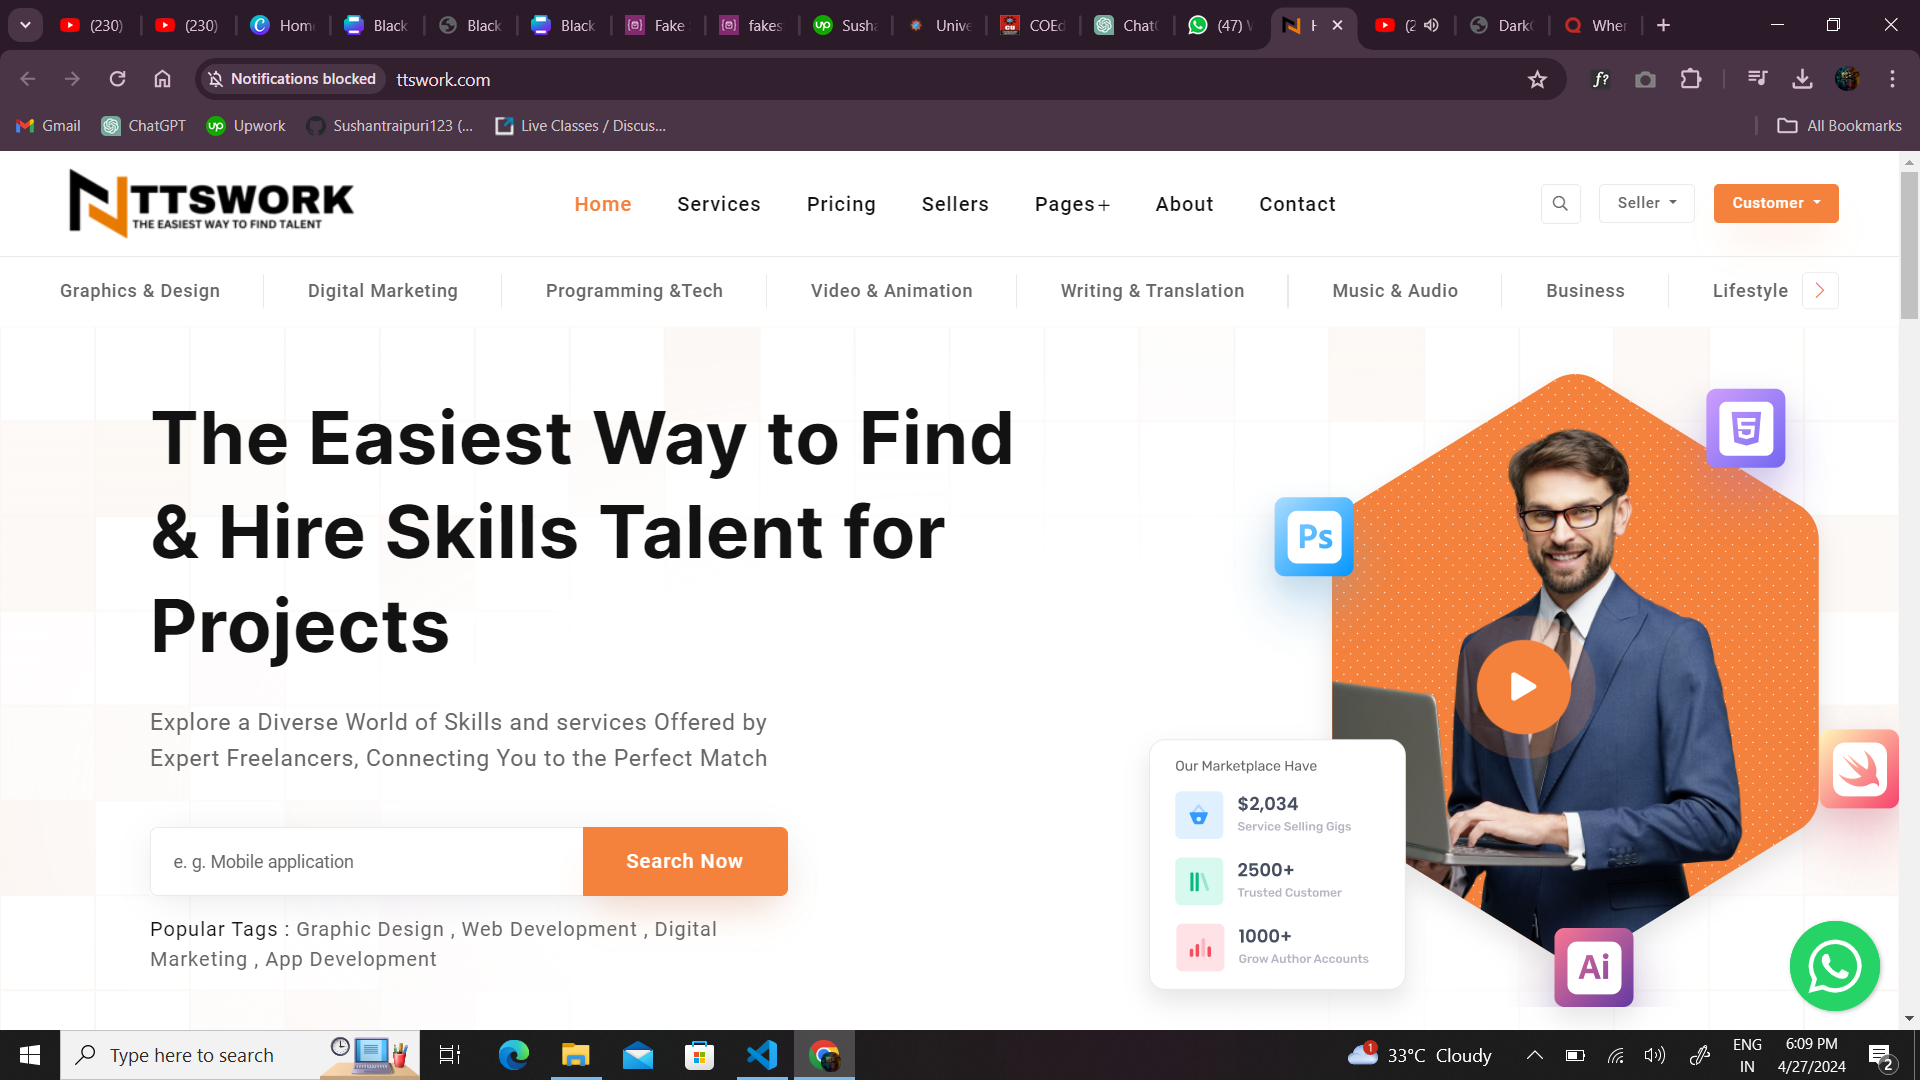 (230)
(230)
Home
Black
Black
Black
Fake
fakes
Susha
Unive
COEd
ChatG
(47) W
H
(2
Dark
Wher
Notifications blocked
ttswork.com
Gmail
ChatGPT
Upwork
Sushantraipuri123 (...
Live Classes / Discus...
All Bookmarks
TTSWORK
THE EASIEST WAY TO FIND TALENT
Home
Services
Pricing
Sellers
Pages+
About
Contact
Seller
Customer
Graphics & Design
Digital Marketing
Programming &Tech
Video & Animation
Writing & Translation
Music & Audio
Business
Lifestyle
The Easiest Way to Find
& Hire Skills Talent for
Projects
Explore a Diverse World of Skills and services Offered by
Expert Freelancers, Connecting You to the Perfect Match
e. g. Mobile application
Search Now
Popular Tags : Graphic Design , Web Development , Digital
Marketing , App Development
Ps
5
Our Marketplace Have
$2,034
Service Selling Gigs
2500+
Trusted Customer
1000+
Grow Author Accounts
Ai
Type here to search
1
33°C Cloudy
ENG
IN
6:09 PM
4/27/2024
2